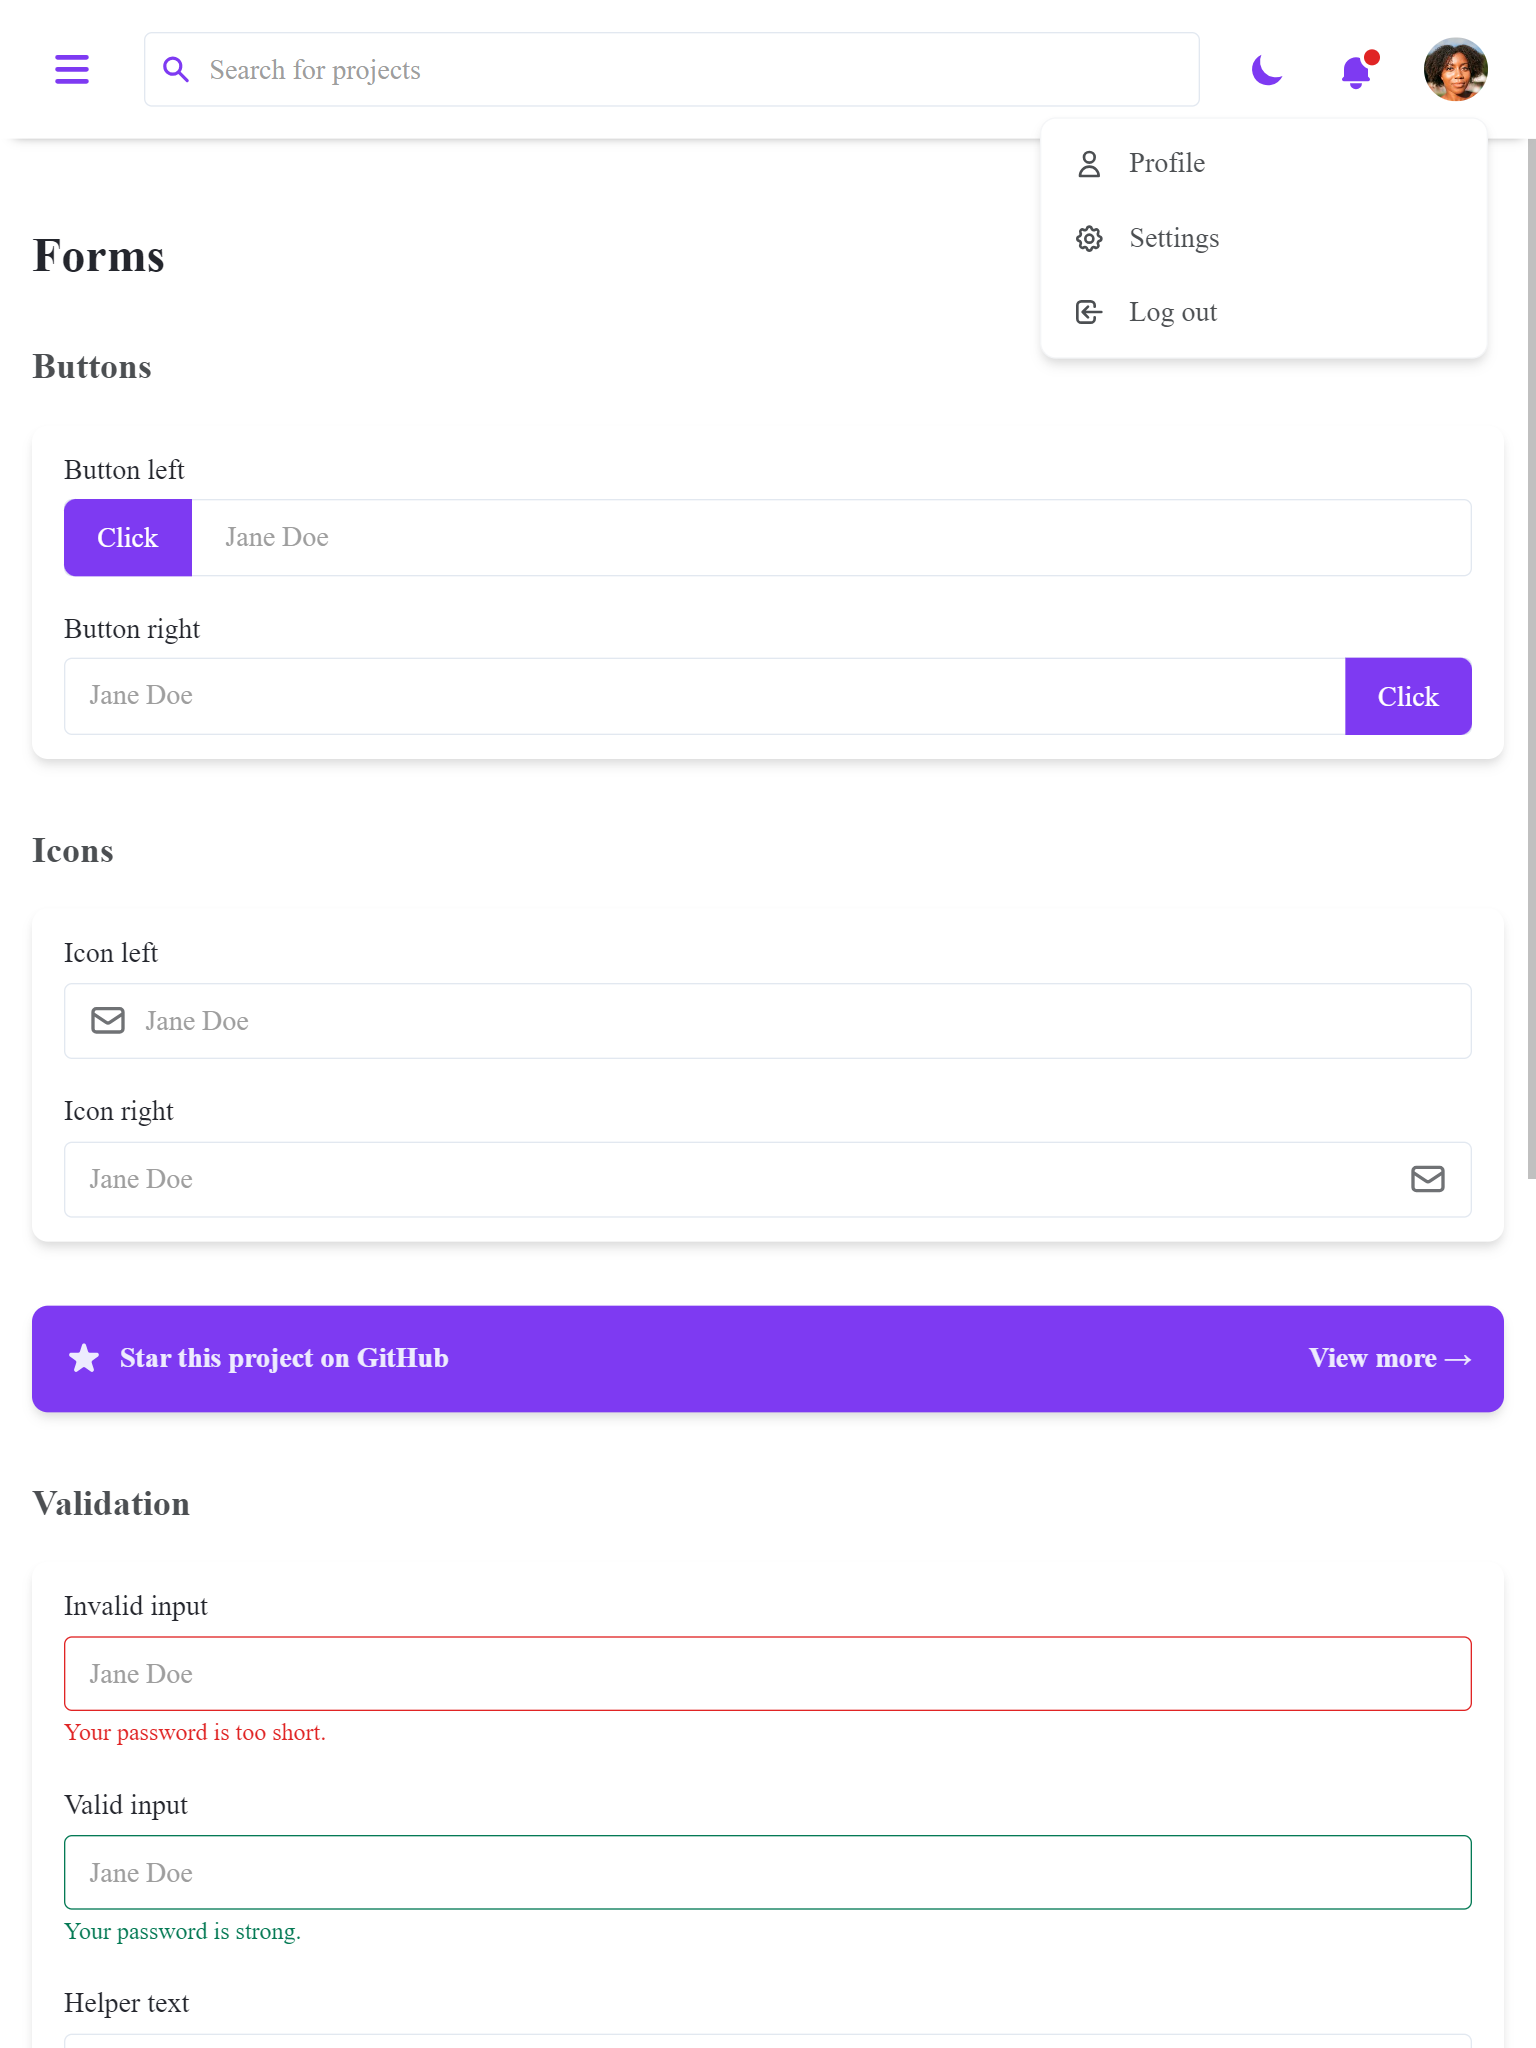 Search for projects
Profile
Settings
Log out
Forms
Buttons
Button left
Click
Jane Doe
Button right
Jane Doe
Click
Icons
Icon left
Jane Doe
Icon right
Jane Doe
Star this project on GitHub
View more →
Validation
Invalid input
Jane Doe
Your password is too short.
Valid input
Jane Doe
Your password is strong.
Helper text